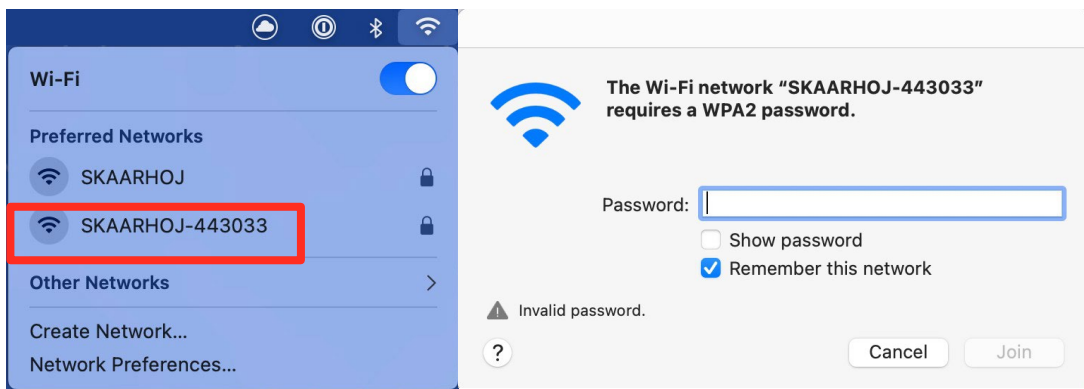 Wi-Fi
Preferred Networks
SKAARHOJ
SKAARHOJ-443033
Other Networks
Create Network...
Network Preferences...
The Wi-Fi network “SKAARHOJ-443033”
requires a WPA2 password.
Password:
Show password
Remember this network
Invalid password.
?
Cancel
Join